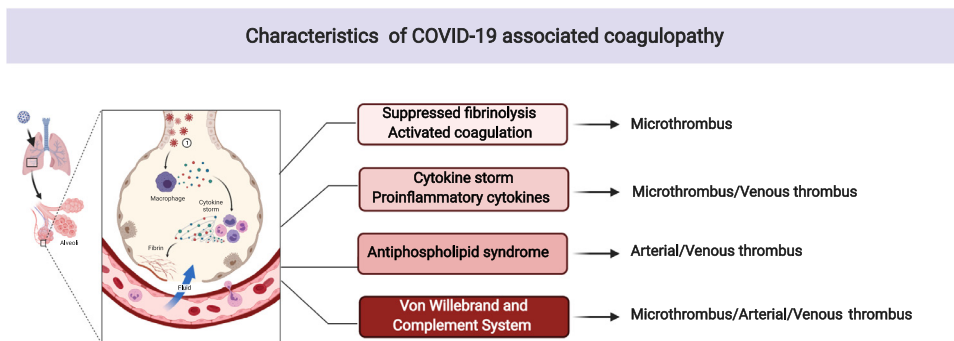 Characteristics of COVID-19 associated coagulopathy
Suppressed fibrinolysis
Activated coagulation
Microthrombus
Cytokine storm
Proinflammatory cytokines
Microthrombus/Venous thrombus
Antiphospholipid syndrome
Arterial/Venous thrombus
Von Willebrand and
Complement System
Microthrombus/Arterial/Venous thrombus
Alveoli
1
Macrophage
Cytokine
storm
Fibrin
Fluid